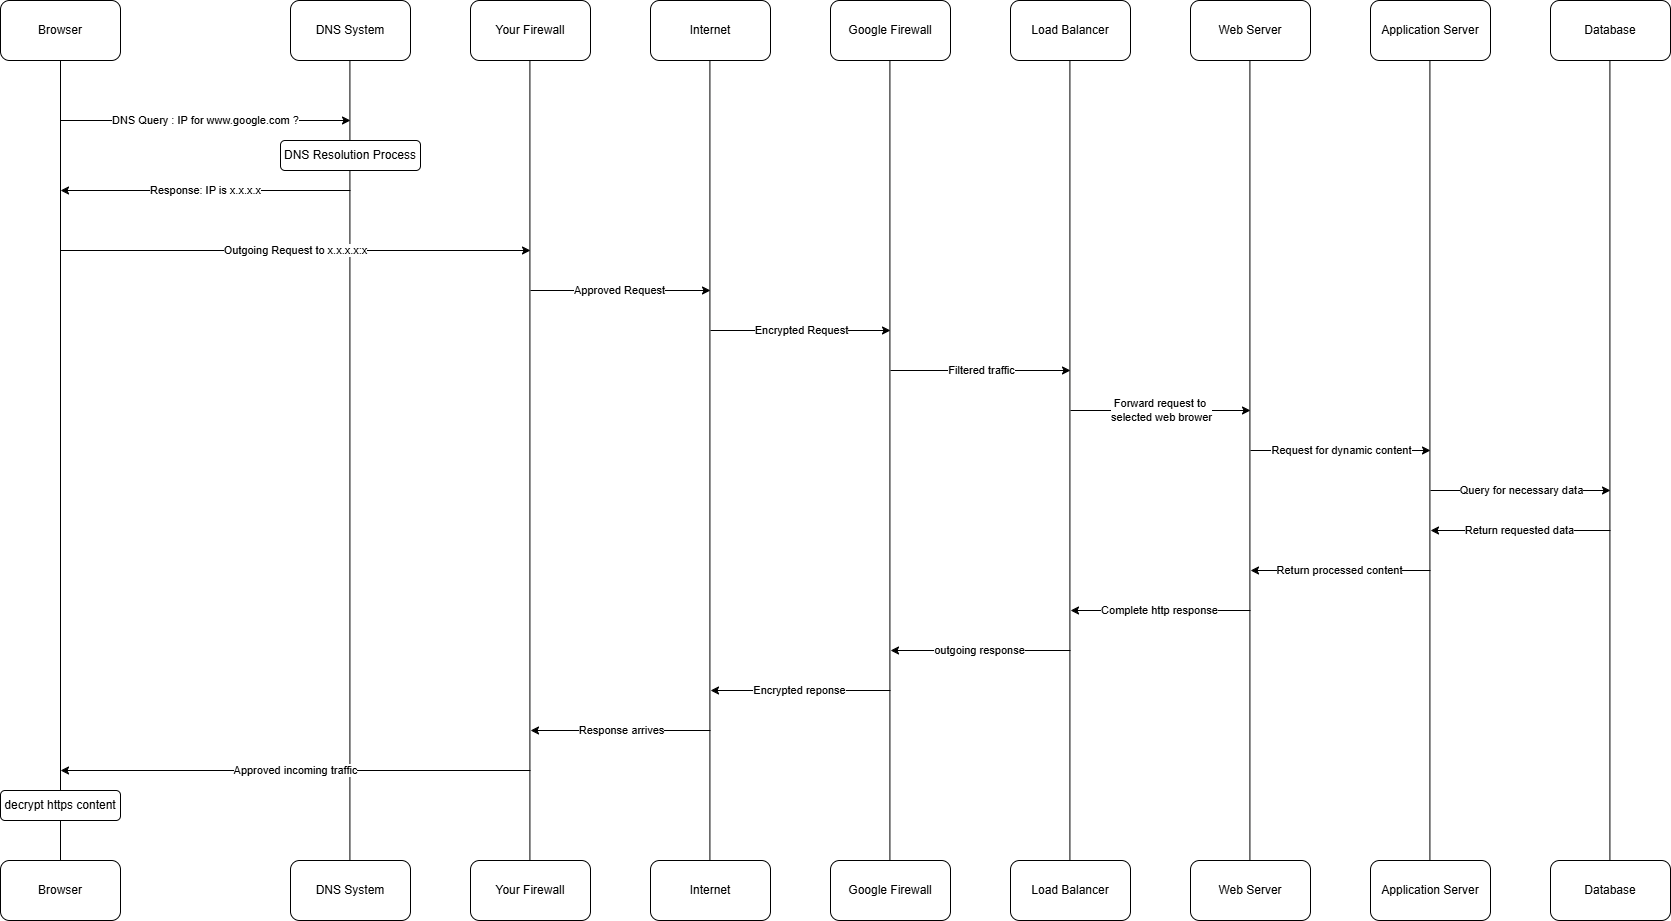 Browser
DNS System
Your Firewall
Internet
Google Firewall
Load Balancer
Web Server
Application Server
Database
DNS Query : IP for www.google.com ?
DNS Resolution Process
Response: IP is x.x.x.x
Outgoing Request to x.x.x.x:x
Approved Request
Encrypted Request
Filtered traffic
Forward request to
selected web brower
Request for dynamic content
Query for necessary data
Return requested data
Return processed content
Complete http response
outgoing response
Encrypted reponse
Response arrives
Approved incoming traffic
decrypt https content
Browser
DNS System
Your Firewall
Internet
Google Firewall
Load Balancer
Web Server
Application Server
Database